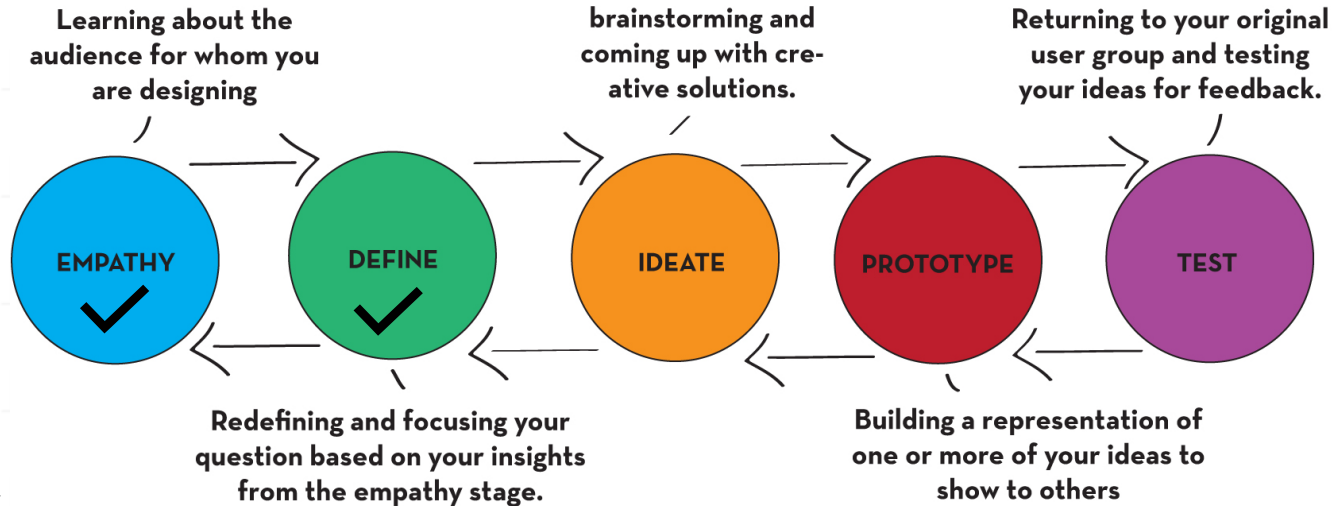 Learning about the
audience for whom you
are designing
brainstorming and
coming up with cre-
ative solutions.
Returning to your original
user group and testing
your ideas for feedback.
EMPATHY
DEFINE
IDEATE
PROTOTYPE
TEST
Redefining and focusing your
question based on your insights
from the empathy stage.
Building a representation of
one or more of your ideas to
show to others